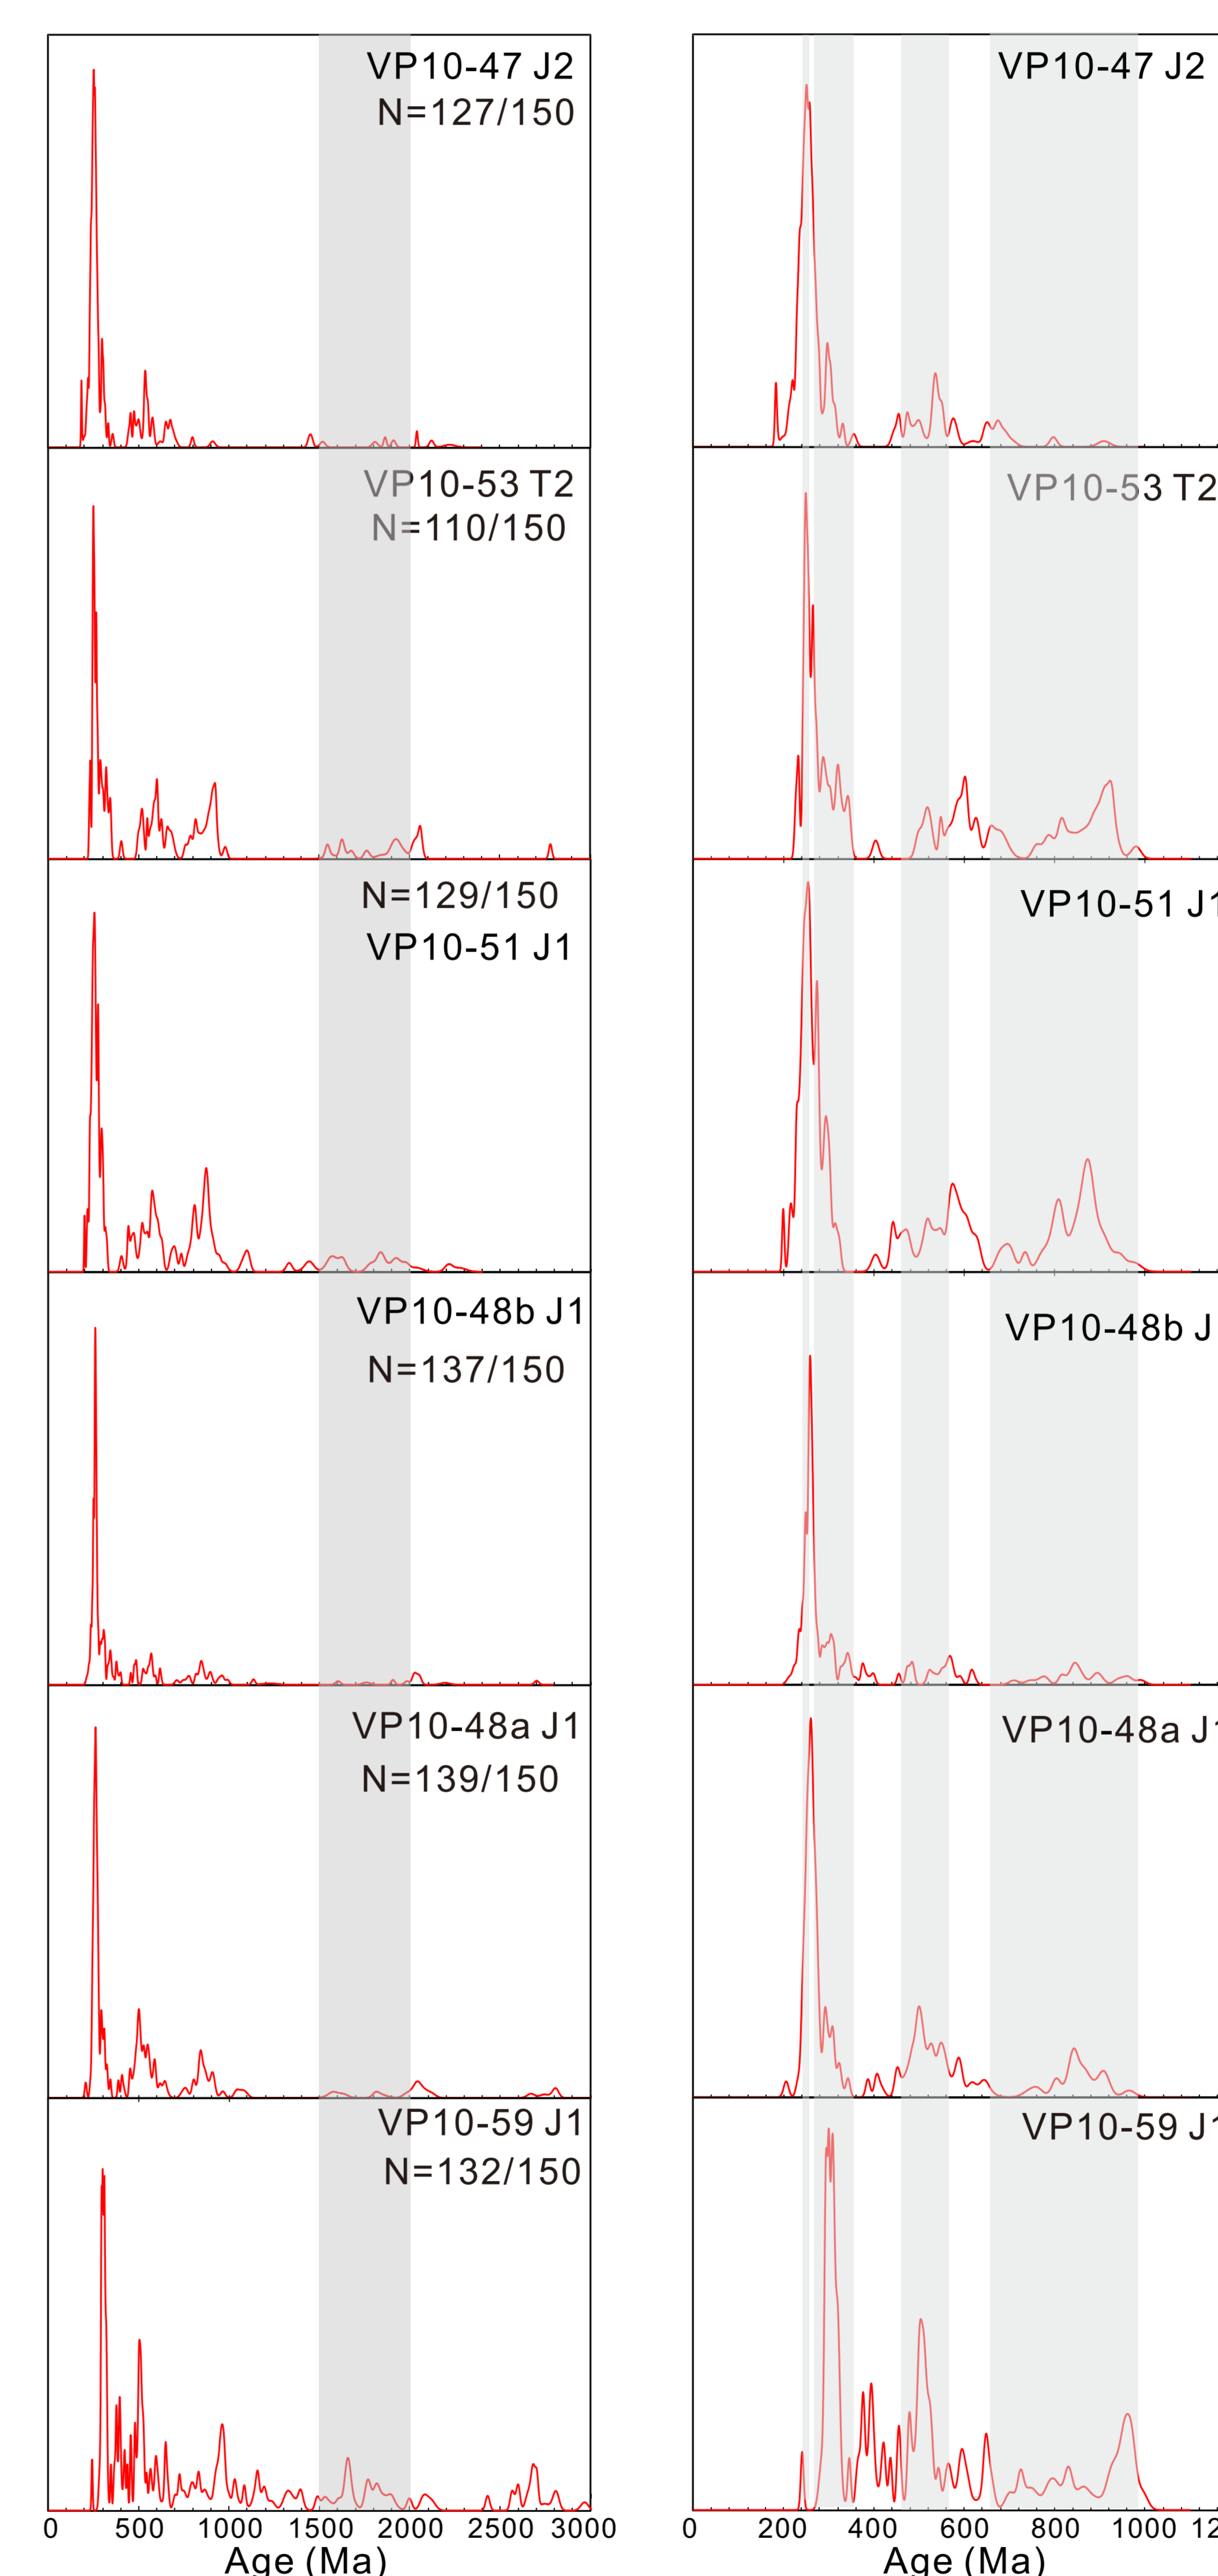 VP10-47 J2
N=127/150
VP10-53 T2
N=110/150
N=129/150
VP10-51 J1
VP10-48b J1
N=137/150
VP10-48a J1
N=139/150
VP10-59 J1
N=132/150
0 500 1000 1500 2000 2500 3000
Age (Ma)
VP10-47 J2
VP10-53 T2
VP10-51 J1
VP10-48b J
VP10-48a J1
VP10-59 J1
0 200 400 600 800 1000 12
Age (Ma)